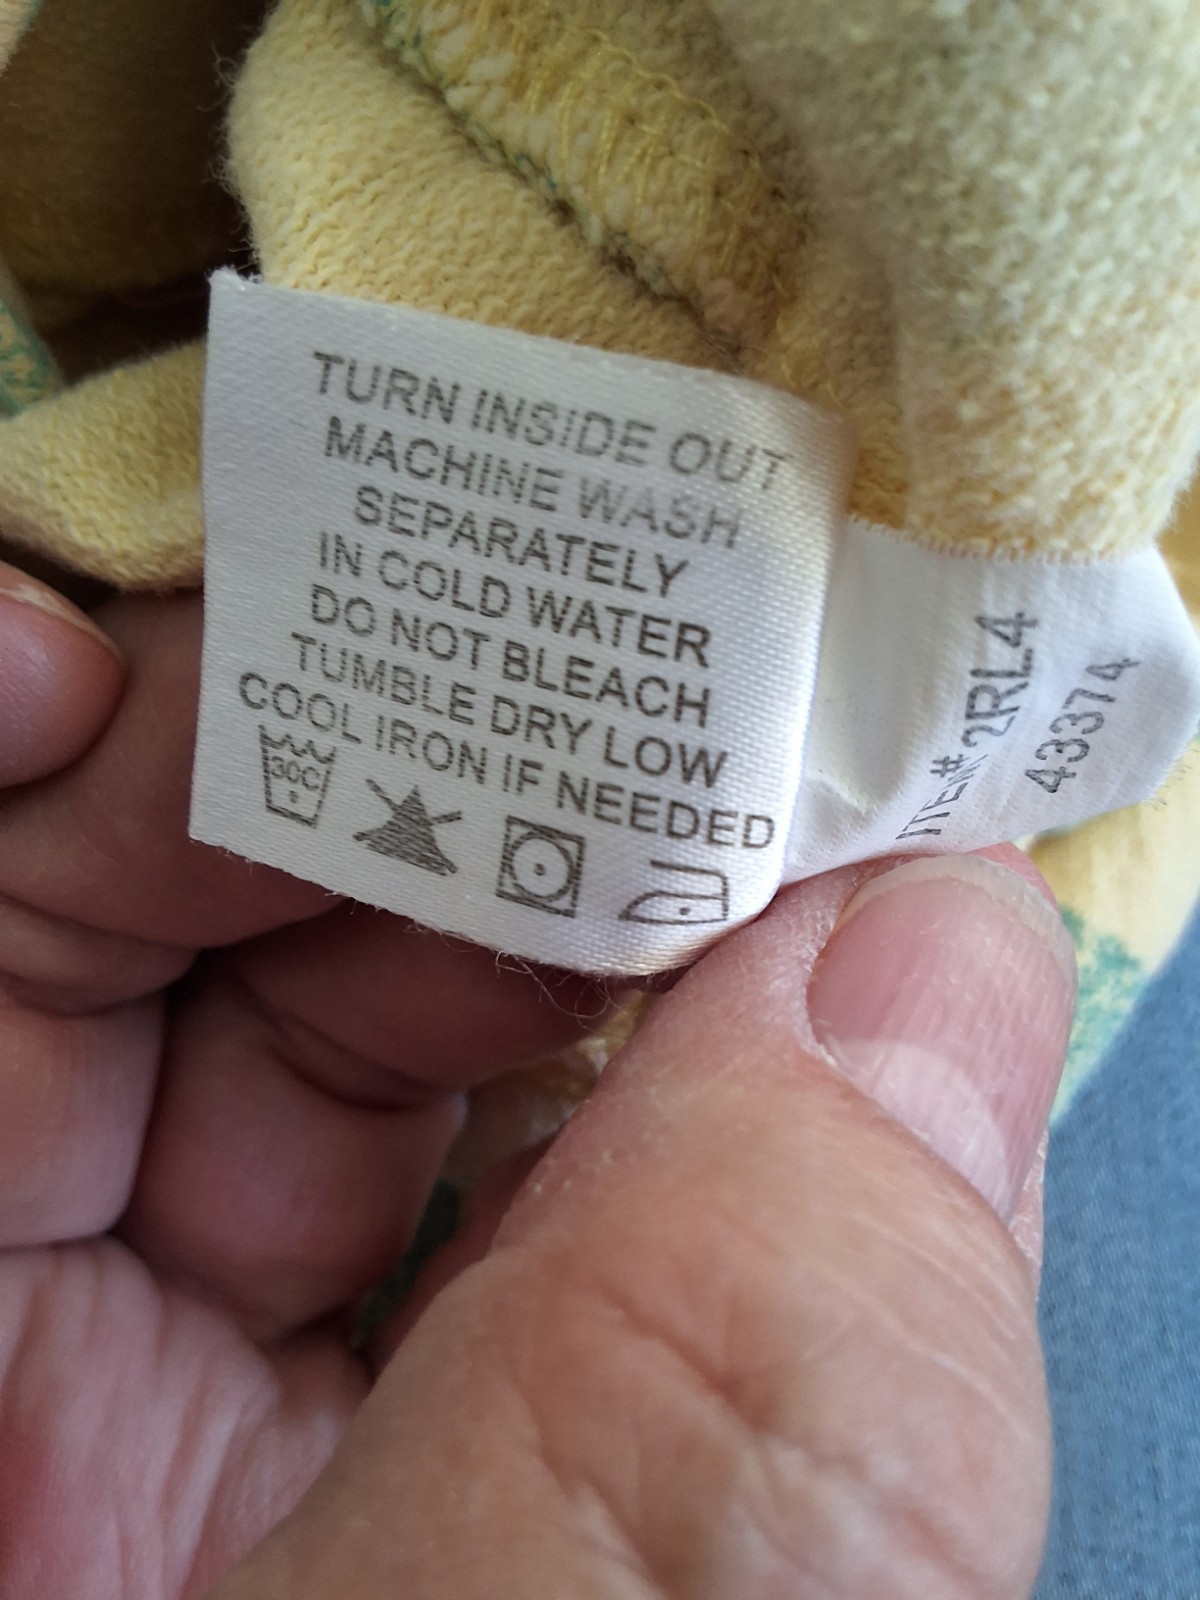 TURN INSIDE OUT
MACHINE WASH
SEPARATELY
IN COLD WATER
DO NOT BLEACH
TUMBLE DRY LOW
COOL IRON IF NEEDED
30C
ITEM# 2RL4
43374